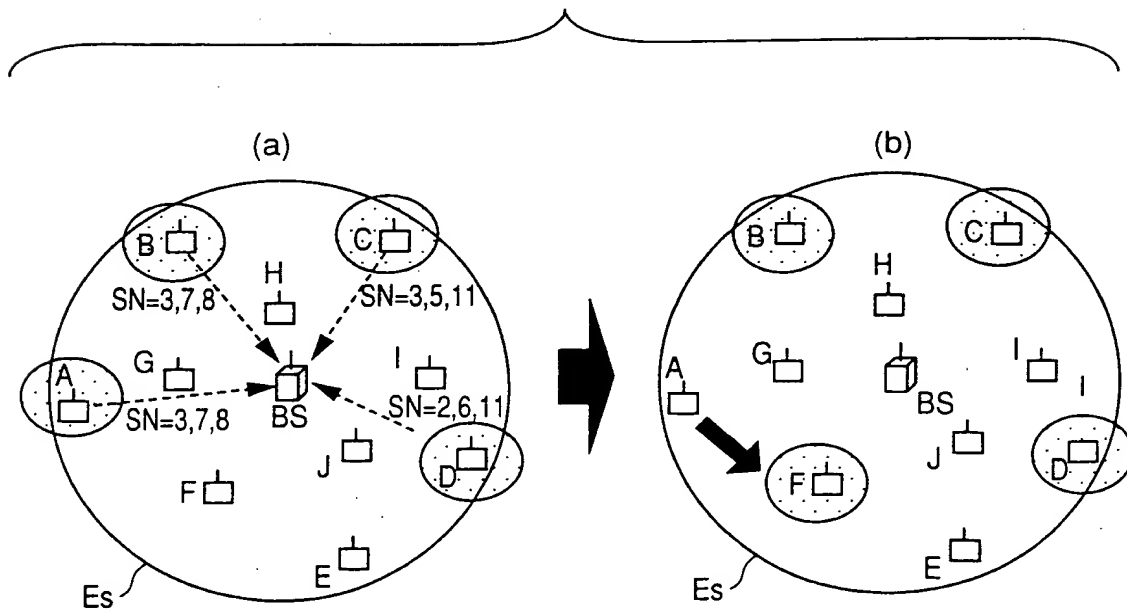 (a)
B
C
H
SN=3,7,8
SN=3,5,11
G
I
A
SN=3,7,8
BS
SN=2,6,11
J
D
F
E
Es
(b)
B
C
H
G
I
I
A
BS
J
D
F
E
Es